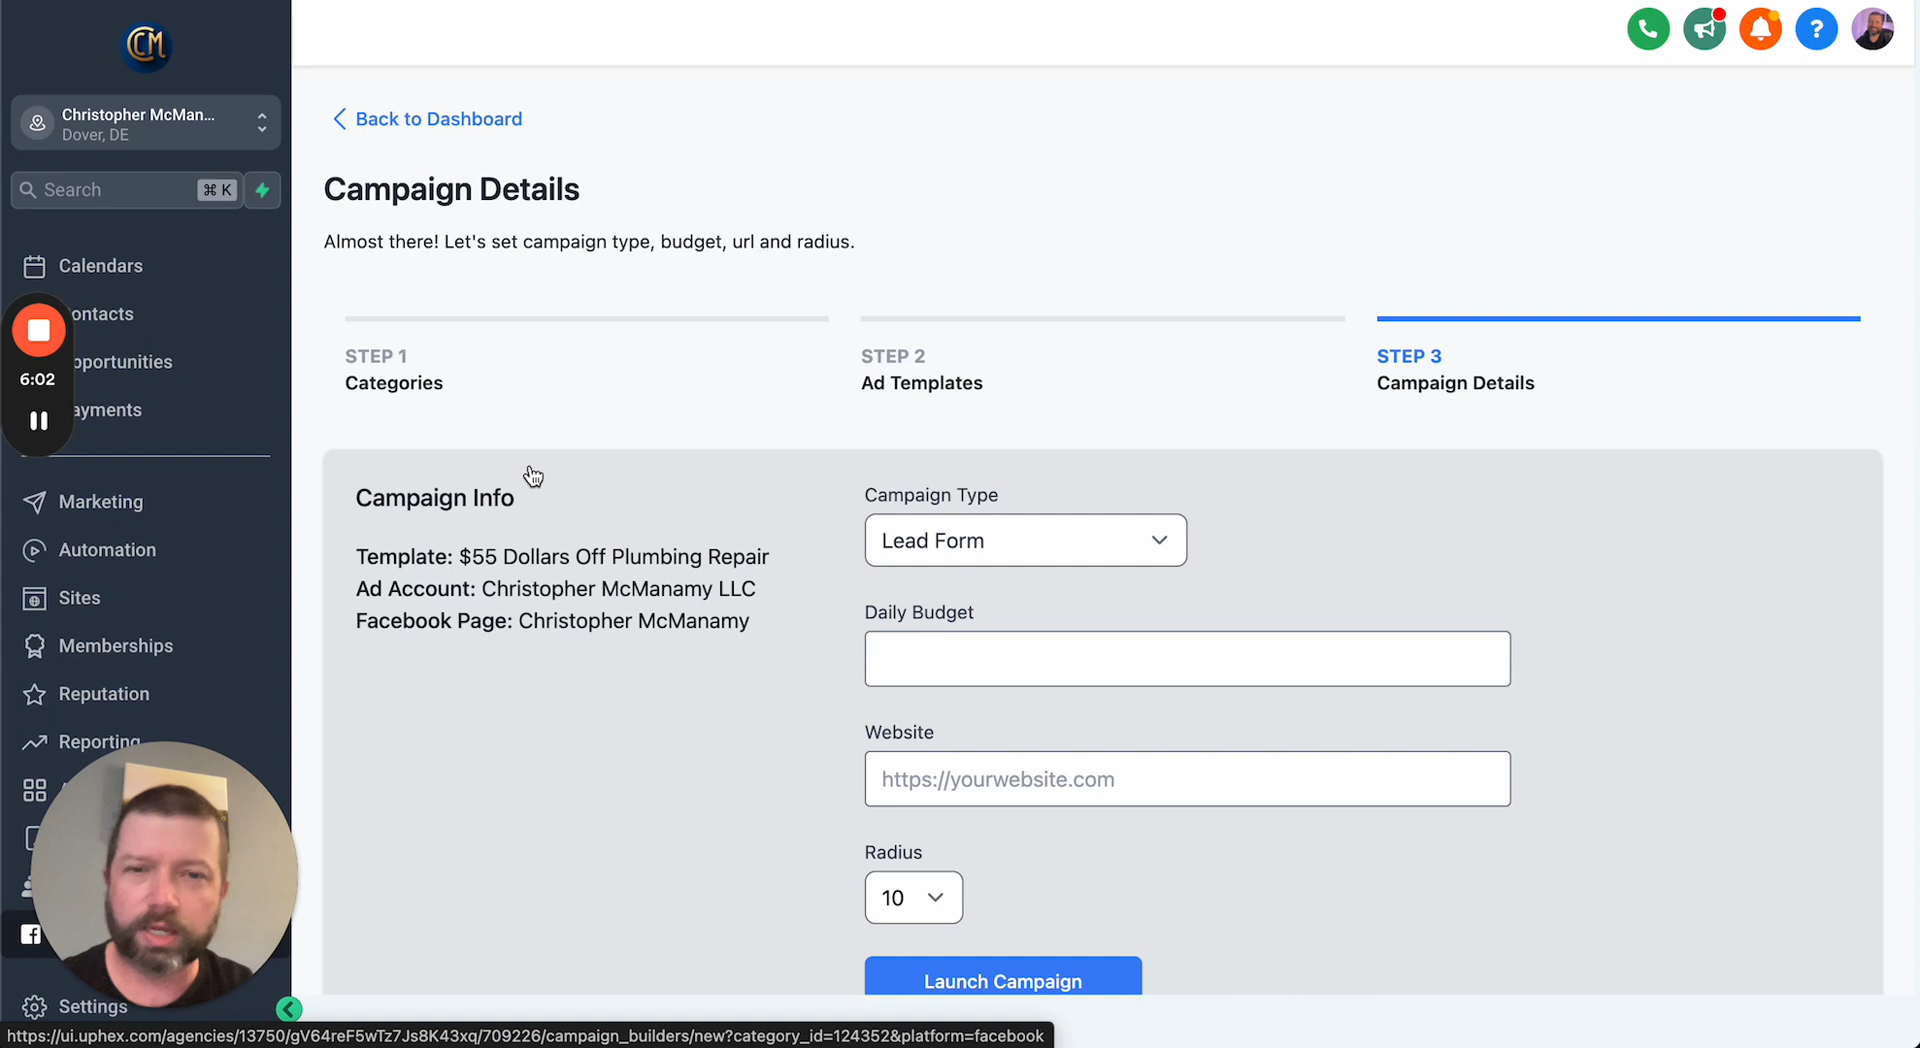 CM
Christopher McMan...
Dover, DE
Search
⌘ K
?
Back to Dashboard
Campaign Details
Almost there! Let's set campaign type, budget, url and radius.
Calendars
ontacts
pportunities
ayments
6:02
STEP 1
Categories
STEP 2
Ad Templates
STEP 3
Campaign Details
Marketing
Automation
Sites
Memberships
Reputation
Reporting
Settings
Campaign Info
Template: $55 Dollars Off Plumbing Repair
Ad Account: Christopher McManamy LLC
Facebook Page: Christopher McManamy
Campaign Type
Lead Form
Daily Budget
Website
https://yourwebsite.com
Radius
10
Launch Campaign
https://ui.uphex.com/agencies/13750/gV64reF5wTz7Js8K43xq/709226/campaign_builders/new?category_id=124352&platform=facebook